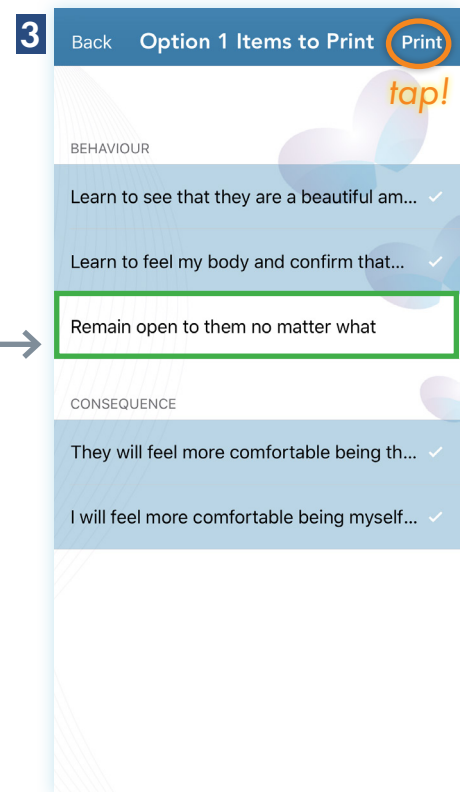 3
Back Option 1 Items to Print Print
tap!
BEHAVIOUR
Learn to see that they are a beautiful am...
Learn to feel my body and confirm that...
Remain open to them no matter what
CONSEQUENCE
They will feel more comfortable being th...
I will feel more comfortable being myself...